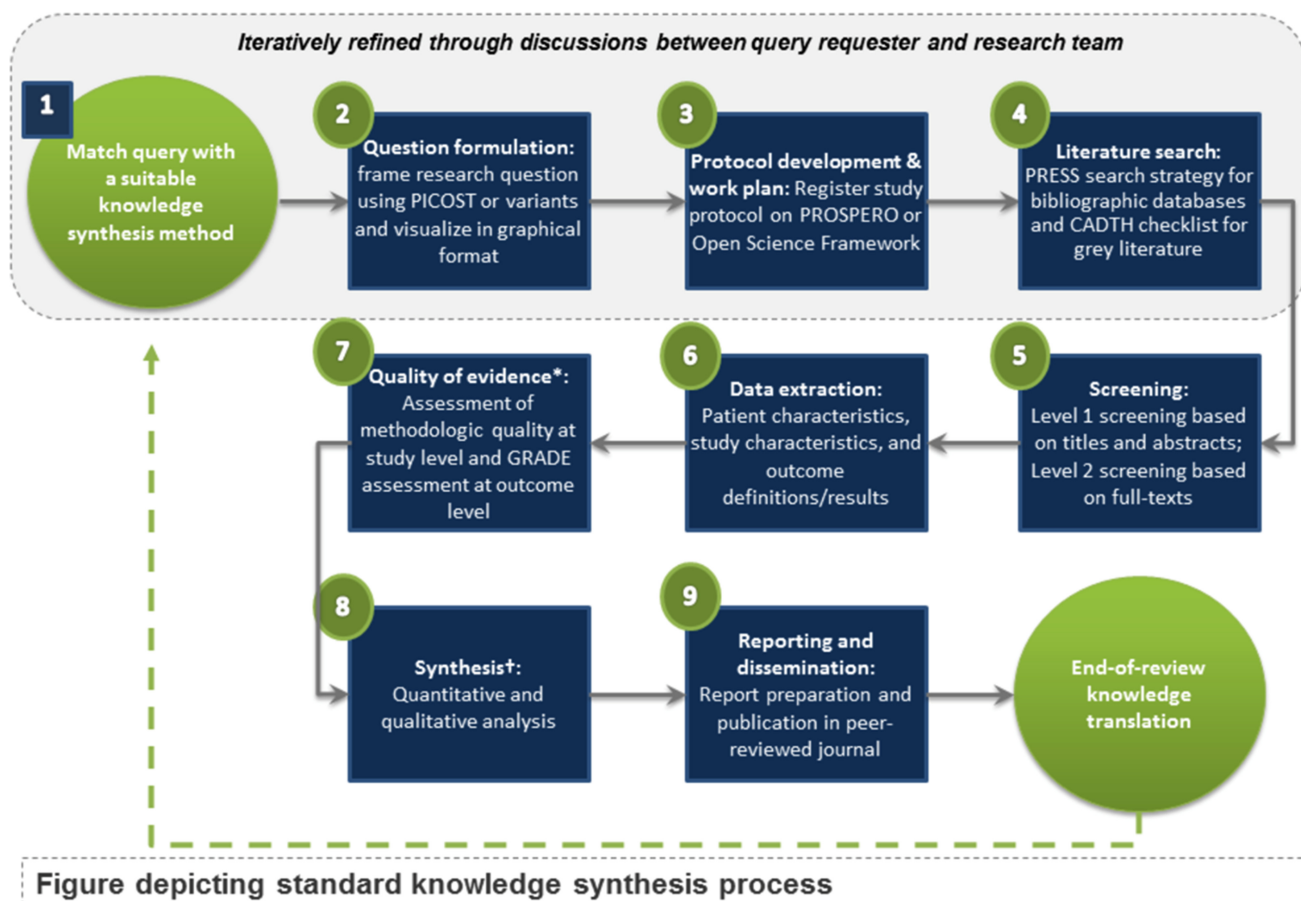 Iteratively refined through discussions between query requester and research team
1
Match query with
a suitable
knowledge
synthesis method
2
Question formulation:
frame research question
using PICOST or variants
and visualize in graphical
format
3
Protocol development &
work plan: Register study
protocol on PROSPERO or
Open Science Framework
4
Literature search:
PRESS search strategy for
bibliographic databases
and CADTH checklist for
grey literature
5
Screening:
Level 1 screening based
on titles and abstracts;
Level 2 screening based
on full-texts
6
Data extraction:
Patient characteristics,
study characteristics, and
outcome
definitions/results
7
Quality of evidence*:
Assessment of
methodologic quality at
study level and GRADE
assessment at outcome
level
8
Synthesis†:
Quantitative and
qualitative analysis
9
Reporting and
dissemination:
Report preparation and
publication in peer-
reviewed journal
End-of-review
knowledge
translation
Figure depicting standard knowledge synthesis process